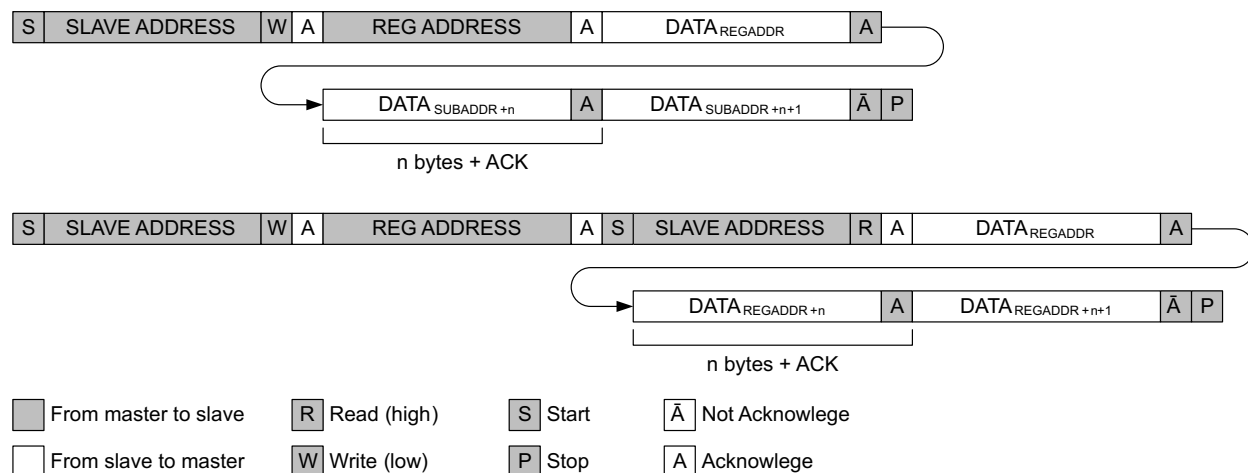 S SLAVE ADDRESS W A REG ADDRESS A DATA REGADDR A
DATA SUBADDR +n A DATA SUBADDR +n+1 Ā P
n bytes + ACK
S SLAVE ADDRESS W A REG ADDRESS A S SLAVE ADDRESS R A DATA REGADDR A
DATA REGADDR +n A DATA REGADDR +n+1 Ā P
n bytes + ACK
From master to slave R Read (high) S Start Ā Not Acknowlege
From slave to master W Write (low) P Stop A Acknowlege